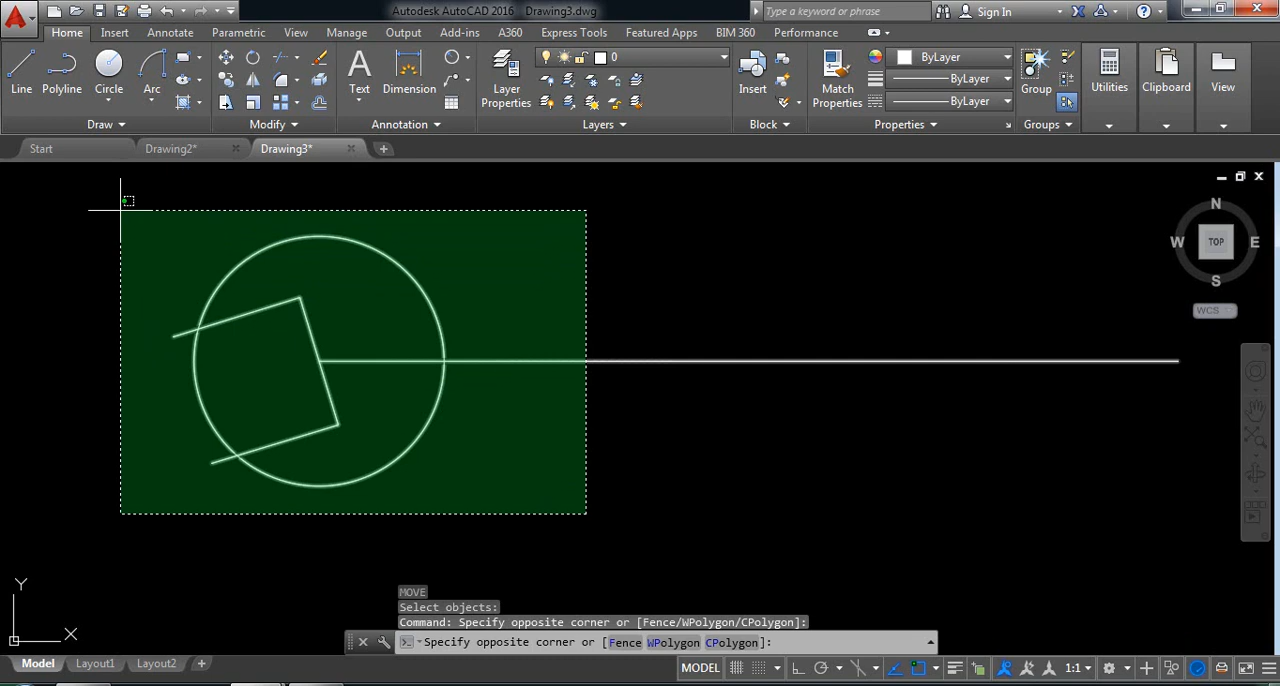 Autodesk AutoCAD 2016 Drawing3.dwg
Type a keyword or phrase
Sign In
Home Insert Annotate Parametric View Manage Output Add-ins A360 Express Tools Featured Apps BIM 360 Performance
0
ByLayer
ByLayer
ByLayer
Line Polyline Circle Arc Text Dimension Layer Properties Insert Match Properties Group Utilities Clipboard View
Draw Modify Annotation Layers Block Properties Groups
Start Drawing2* Drawing3*
N
W TOP E
S
WCS
Y
X
MOVE
Select objects:
Command: Specify opposite corner or [Fence/WPolygon/CPolygon]:
Specify opposite corner or [Fence WPolygon CPolygon]:
Model Layout1 Layout2
MODEL 1:1